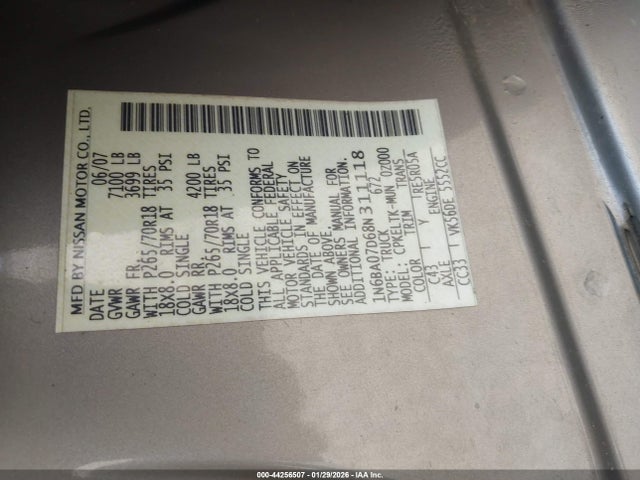 MFD BY NISSAN MOTOR CO., LTD.
DATE 06/07
GVWR 7100 LB
GAWR FR. 3699 LB
WITH P265/70R18 TIRES
18X8.0 RIMS AT 35 PSI
COLD SINGLE
GAWR RR. 4200 LB
WITH P265/70R18 TIRES
18X8.0 RIMS AT 35 PSI
COLD SINGLE
THIS VEHICLE CONFORMS TO
ALL APPLICABLE FEDERAL
MOTOR VEHICLE SAFETY
STANDARDS IN EFFECT ON
THE DATE OF MANUFACTURE
SHOWN ABOVE.
SEE OWNERS MANUAL FOR
ADDITIONAL INFORMATION.
1N6BA07D68N311118
TYPE: TRUCK 672
MODEL: CPKELTK-MUN 0Z000
COLOR TRIM TRANS
C43 Y RE5R05A
AXLE ENGINE
CC33 VK56DE 5552CC
000-44256507 - 01/29/2026 - IAA Inc.